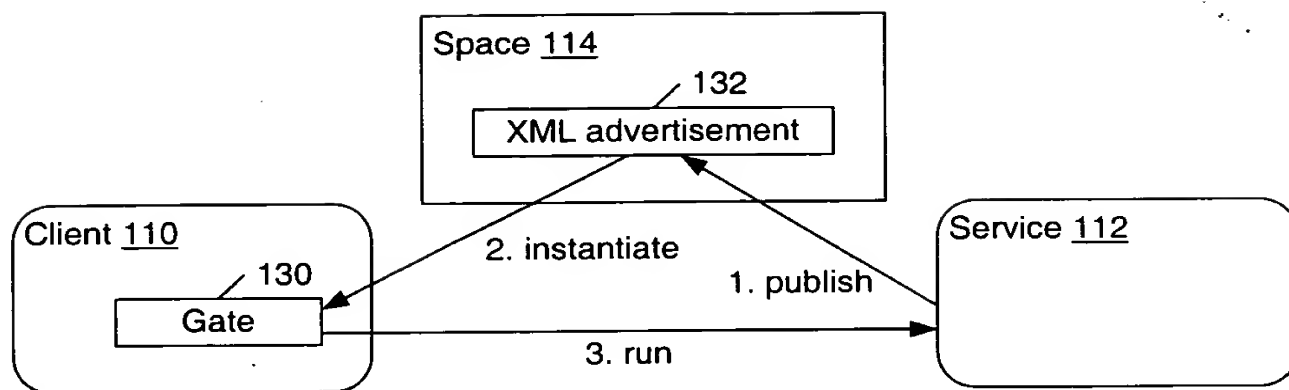 Space 114
132
XML advertisement
Client 110
2. instantiate
Service 112
130
1. publish
Gate
3. run